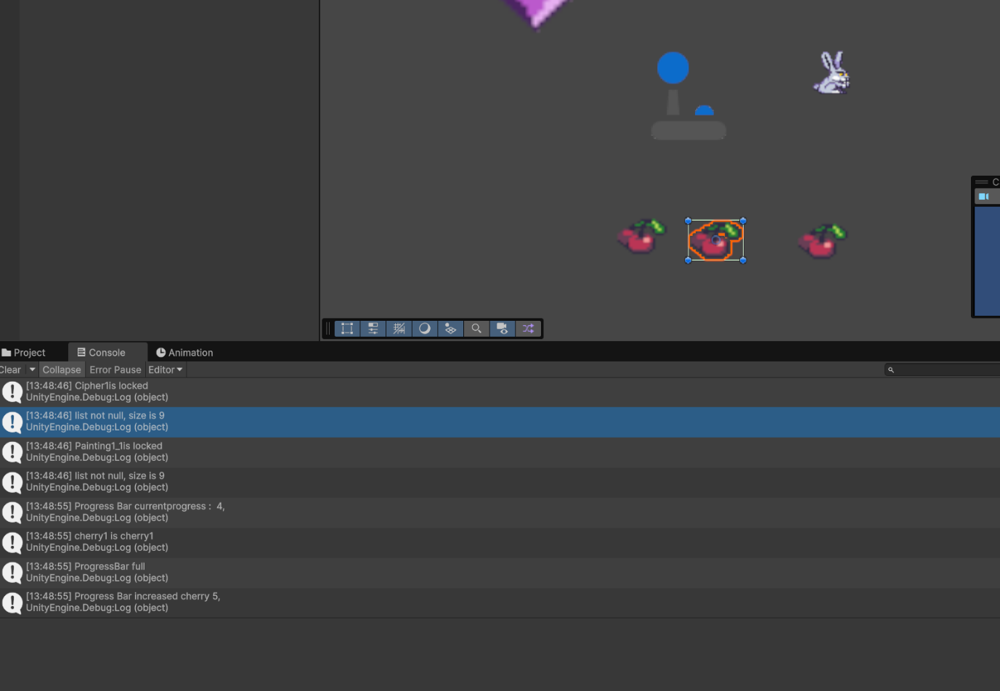 C
Project
Console
Animation
Clear
Collapse
Error Pause
Editor
[13:48:46] Cipher1is locked
UnityEngine.Debug:Log (object)
[13:48:46] list not null, size is 9
UnityEngine.Debug:Log (object)
[13:48:46] Painting1_1is locked
UnityEngine.Debug:Log (object)
[13:48:46] list not null, size is 9
UnityEngine.Debug:Log (object)
[13:48:55] Progress Bar currentprogress :  4,
UnityEngine.Debug:Log (object)
[13:48:55] cherry1 is cherry1
UnityEngine.Debug:Log (object)
[13:48:55] ProgressBar full
UnityEngine.Debug:Log (object)
[13:48:55] Progress Bar increased cherry 5,
UnityEngine.Debug:Log (object)